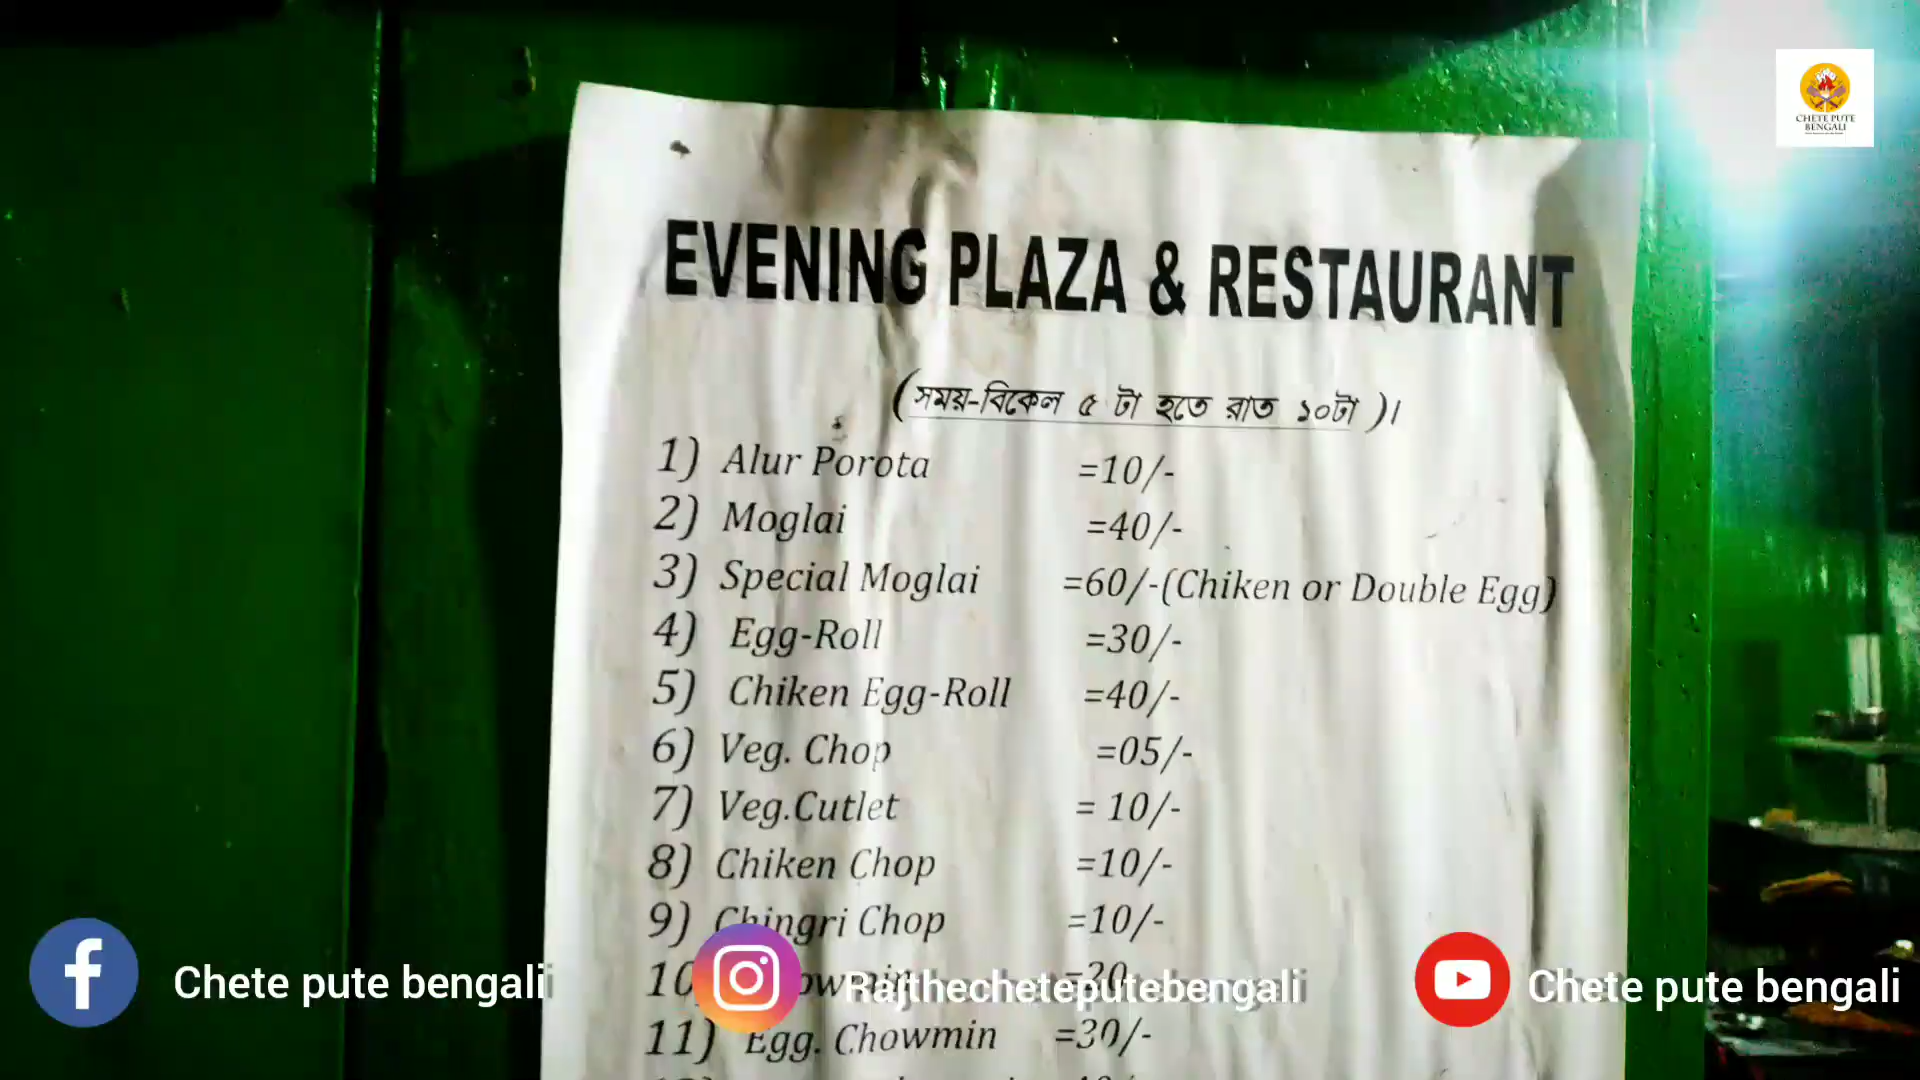 CHETE PUTE
BENGALI
EVENING PLAZA & RESTAURANT
(সময়-বিকেল ৫ টা হতে রাত ১০টা)।
1) Alur Porota =10/-
2) Moglai =40/-
3) Special Moglai =60/-(Chiken or Double Egg)
4) Egg-Roll =30/-
5) Chiken Egg-Roll =40/-
6) Veg. Chop =05/-
7) Veg.Cutlet = 10/-
8) Chiken Chop =10/-
9) Chingri Chop =10/-
10 =20
11) Egg. Chowmin =30/-
Chete pute bengali
Rajthecheteputebengali
Chete pute bengali